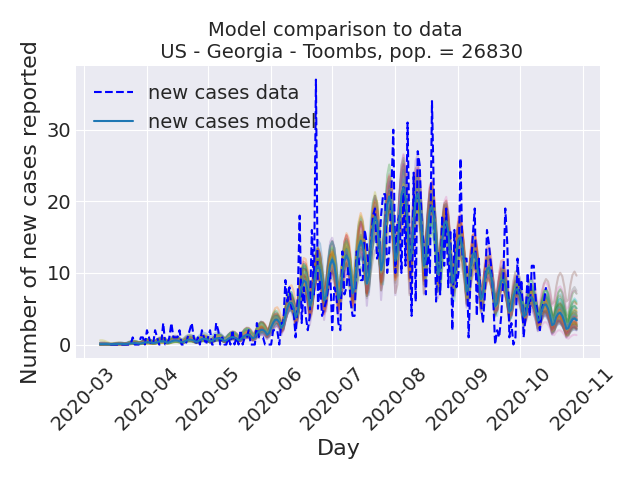 Model comparison to data
US - Georgia - Toombs, pop. = 26830
Number of new cases reported
new cases data
new cases model
30
20
10
0
2020-03
2020-04
2020-05
2020-06
2020-07
2020-08
2020-09
2020-10
2020-11
Day